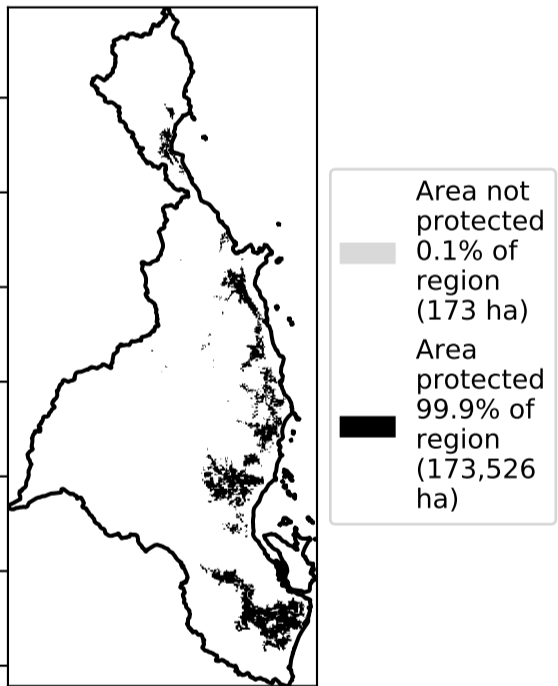 Area not
protected
0.1% of
region
(173 ha)
Area
protected
99.9% of
region
(173,526
ha)